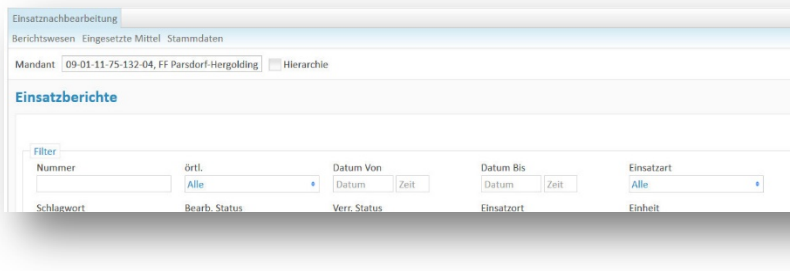 Einsatznachbearbeitung
Berichtswesen Eingesetzte Mittel Stammdaten
Mandant 09-01-11-75-132-04, FF Parsdorf-Hergolding Hierarchie
Einsatzberichte
Filter
Nummer örtl. Datum Von Datum Bis Einsatzart
Alle Datum Zeit Datum Zeit Alle
Schlagwort Bearb. Status Verr. Status Einsatzort Einheit